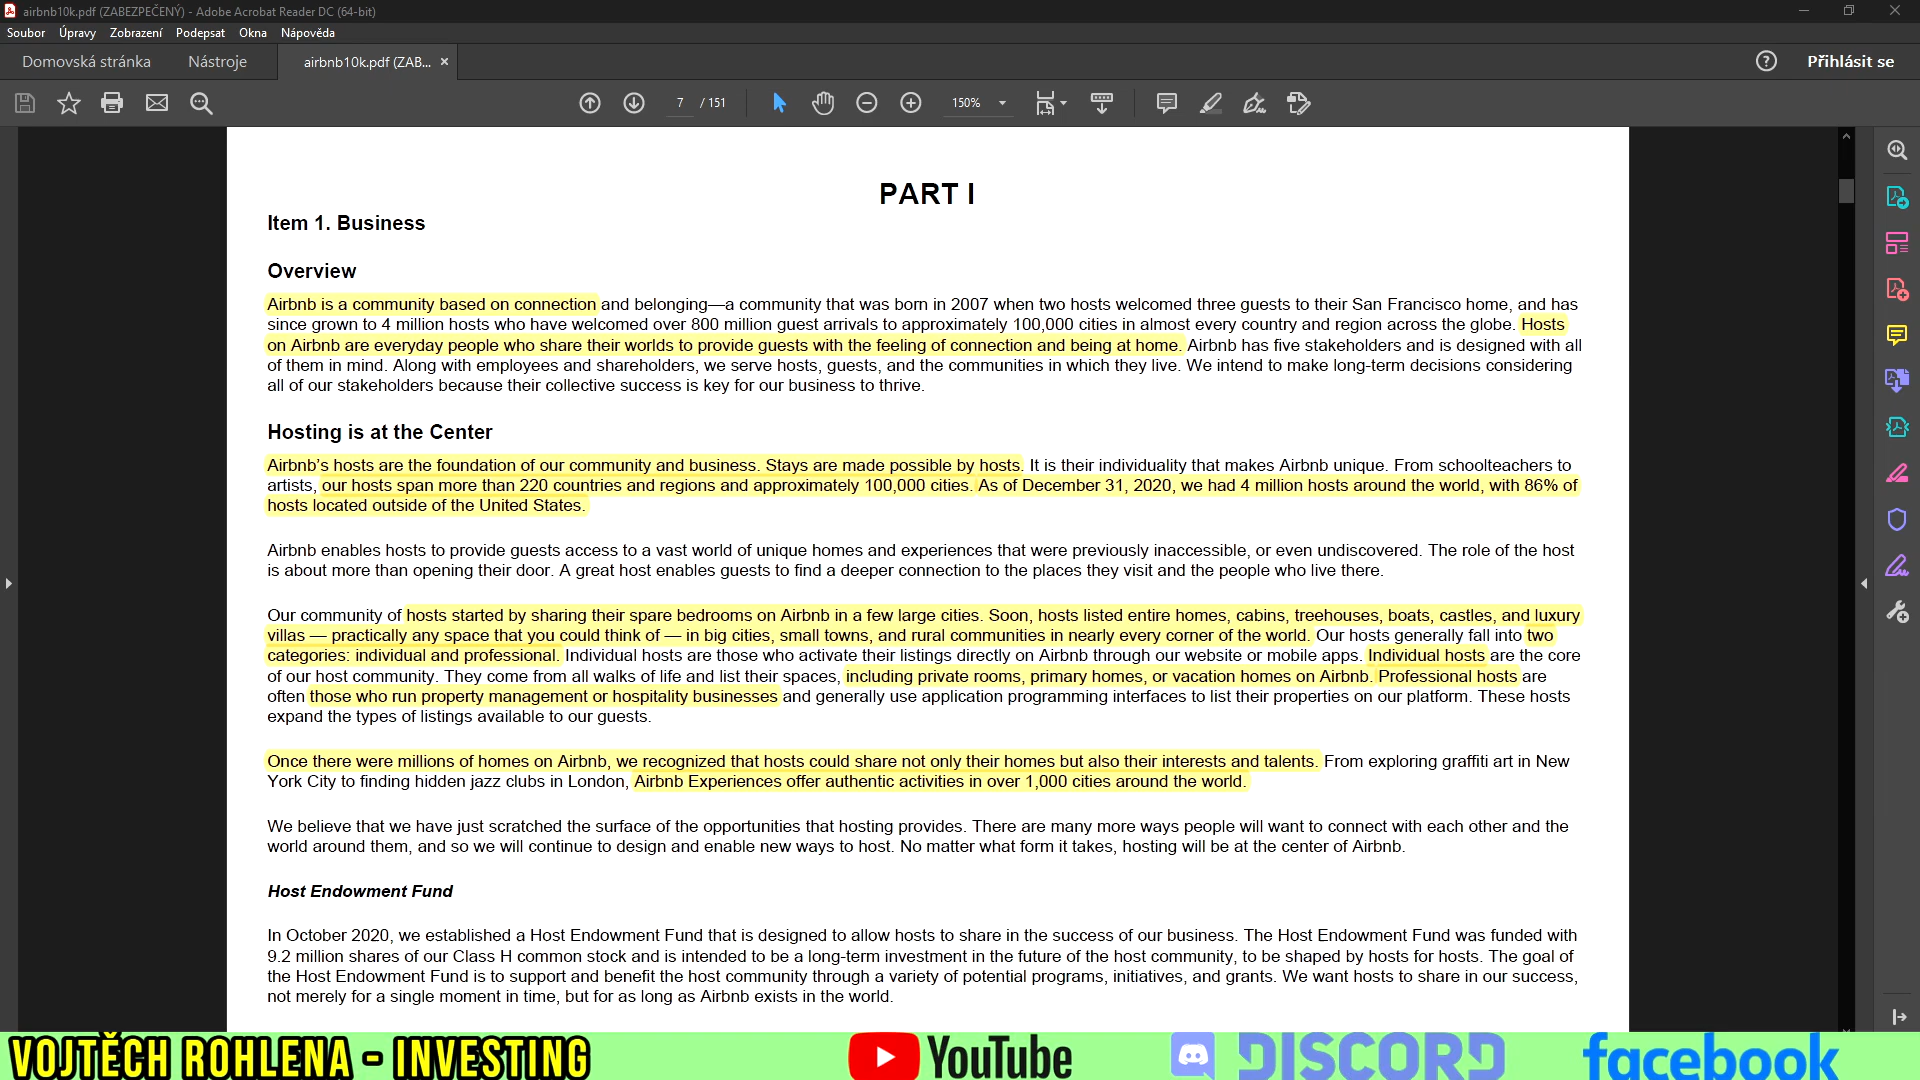 airbnb10k.pdf (ZABEZPEČENÝ) - Adobe Acrobat Reader DC (64-bit)
Soubor Úpravy Zobrazení Podepsat Okna Nápověda
Domovská stránka Nástroje airbnb10k.pdf (ZAB... × ? Přihlásit se
7 / 151 150%
PART I
Item 1. Business
Overview
Airbnb is a community based on connection and belonging—a community that was born in 2007 when two hosts welcomed three guests to their San Francisco home, and has
since grown to 4 million hosts who have welcomed over 800 million guest arrivals to approximately 100,000 cities in almost every country and region across the globe. Hosts
on Airbnb are everyday people who share their worlds to provide guests with the feeling of connection and being at home. Airbnb has five stakeholders and is designed with all
of them in mind. Along with employees and shareholders, we serve hosts, guests, and the communities in which they live. We intend to make long-term decisions considering
all of our stakeholders because their collective success is key for our business to thrive.
Hosting is at the Center
Airbnb's hosts are the foundation of our community and business. Stays are made possible by hosts. It is their individuality that makes Airbnb unique. From schoolteachers to
artists, our hosts span more than 220 countries and regions and approximately 100,000 cities. As of December 31, 2020, we had 4 million hosts around the world, with 86% of
hosts located outside of the United States.
Airbnb enables hosts to provide guests access to a vast world of unique homes and experiences that were previously inaccessible, or even undiscovered. The role of the host
is about more than opening their door. A great host enables guests to find a deeper connection to the places they visit and the people who live there.
Our community of hosts started by sharing their spare bedrooms on Airbnb in a few large cities. Soon, hosts listed entire homes, cabins, treehouses, boats, castles, and luxury
villas — practically any space that you could think of — in big cities, small towns, and rural communities in nearly every corner of the world. Our hosts generally fall into two
categories: individual and professional. Individual hosts are those who activate their listings directly on Airbnb through our website or mobile apps. Individual hosts are the core
of our host community. They come from all walks of life and list their spaces, including private rooms, primary homes, or vacation homes on Airbnb. Professional hosts are
often those who run property management or hospitality businesses and generally use application programming interfaces to list their properties on our platform. These hosts
expand the types of listings available to our guests.
Once there were millions of homes on Airbnb, we recognized that hosts could share not only their homes but also their interests and talents. From exploring graffiti art in New
York City to finding hidden jazz clubs in London, Airbnb Experiences offer authentic activities in over 1,000 cities around the world.
We believe that we have just scratched the surface of the opportunities that hosting provides. There are many more ways people will want to connect with each other and the
world around them, and so we will continue to design and enable new ways to host. No matter what form it takes, hosting will be at the center of Airbnb.
Host Endowment Fund
In October 2020, we established a Host Endowment Fund that is designed to allow hosts to share in the success of our business. The Host Endowment Fund was funded with
9.2 million shares of our Class H common stock and is intended to be a long-term investment in the future of the host community, to be shaped by hosts for hosts. The goal of
the Host Endowment Fund is to support and benefit the host community through a variety of potential programs, initiatives, and grants. We want hosts to share in our success,
not merely for a single moment in time, but for as long as Airbnb exists in the world.
VOJTĚCH ROHLENA - INVESTING YouTube DISCORD facebook